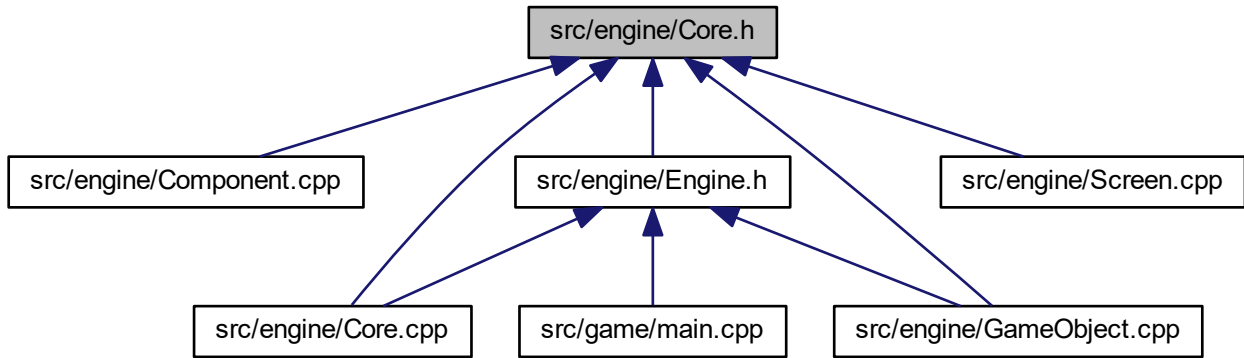 src/engine/Core.h
src/engine/Component.cpp
src/engine/Engine.h
src/engine/Screen.cpp
src/engine/Core.cpp
src/game/main.cpp
src/engine/GameObject.cpp